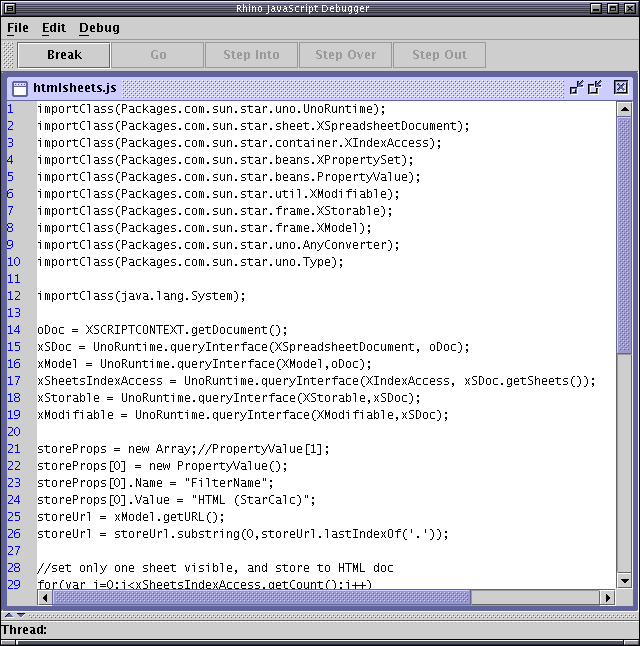 Rhino JavaScript Debugger
File Edit Debug
Break Go Step Into Step Over Step Out
htmlsheets.js
1 importClass(Packages.com.sun.star.uno.UnoRuntime);
2 importClass(Packages.com.sun.star.sheet.XSpreadsheetDocument);
3 importClass(Packages.com.sun.star.container.XIndexAccess);
4 importClass(Packages.com.sun.star.beans.XPropertySet);
5 importClass(Packages.com.sun.star.beans.PropertyValue);
6 importClass(Packages.com.sun.star.util.XModifiable);
7 importClass(Packages.com.sun.star.frame.XStorable);
8 importClass(Packages.com.sun.star.frame.XModel);
9 importClass(Packages.com.sun.star.uno.AnyConverter);
10 importClass(Packages.com.sun.star.uno.Type);
11
12 importClass(java.lang.System);
13
14 oDoc = XSCRIPTCONTEXT.getDocument();
15 xSDoc = UnoRuntime.queryInterface(XSpreadsheetDocument, oDoc);
16 xModel = UnoRuntime.queryInterface(XModel,oDoc);
17 xSheetsIndexAccess = UnoRuntime.queryInterface(XIndexAccess, xSDoc.getSheets());
18 xStorable = UnoRuntime.queryInterface(XStorable,xSDoc);
19 xModifiable = UnoRuntime.queryInterface(XModifiable,xSDoc);
20
21 storeProps = new Array;//PropertyValue[1];
22 storeProps[0] = new PropertyValue();
23 storeProps[0].Name = "FilterName";
24 storeProps[0].Value = "HTML (StarCalc)";
25 storeUrl = xModel.getURL();
26 storeUrl = storeUrl.substring(0,storeUrl.lastIndexOf('.'));
27
28 //set only one sheet visible, and store to HTML doc
29 for(var i=0;i<xSheetsIndexAccess.getCount();i++)
Thread: